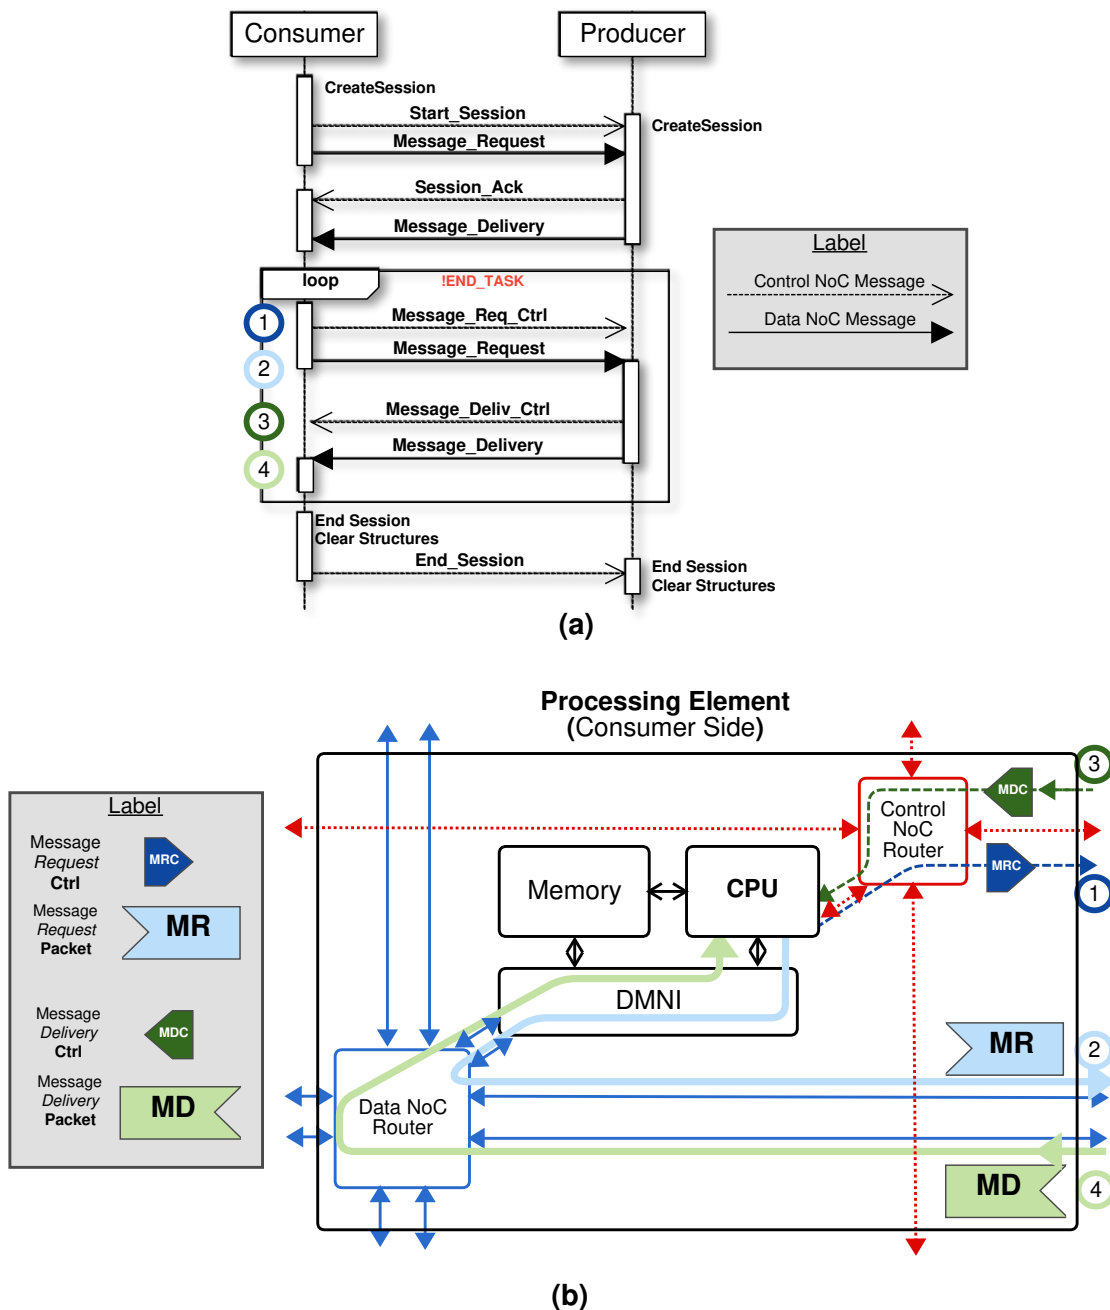 Consumer
Producer
CreateSession
Start_Session
CreateSession
Message_Request
Session_Ack
Message_Delivery
Label
Control NoC Message
Data NoC Message
loop
!END_TASK
1
Message_Req_Ctrl
Message_Request
2
3
Message_Deliv_Ctrl
Message_Delivery
4
End Session
Clear Structures
End_Session
End Session
Clear Structures
(a)
Processing Element
(Consumer Side)
3
MDC
Control
NoC
Router
MRC
1
Memory
CPU
DMNI
MR
2
Data NoC
Router
MD
4
Label
Message
Request
Ctrl
MRC
Message
Request
Packet
MR
Message
Delivery
Ctrl
MDC
Message
Delivery
Packet
MD
(b)